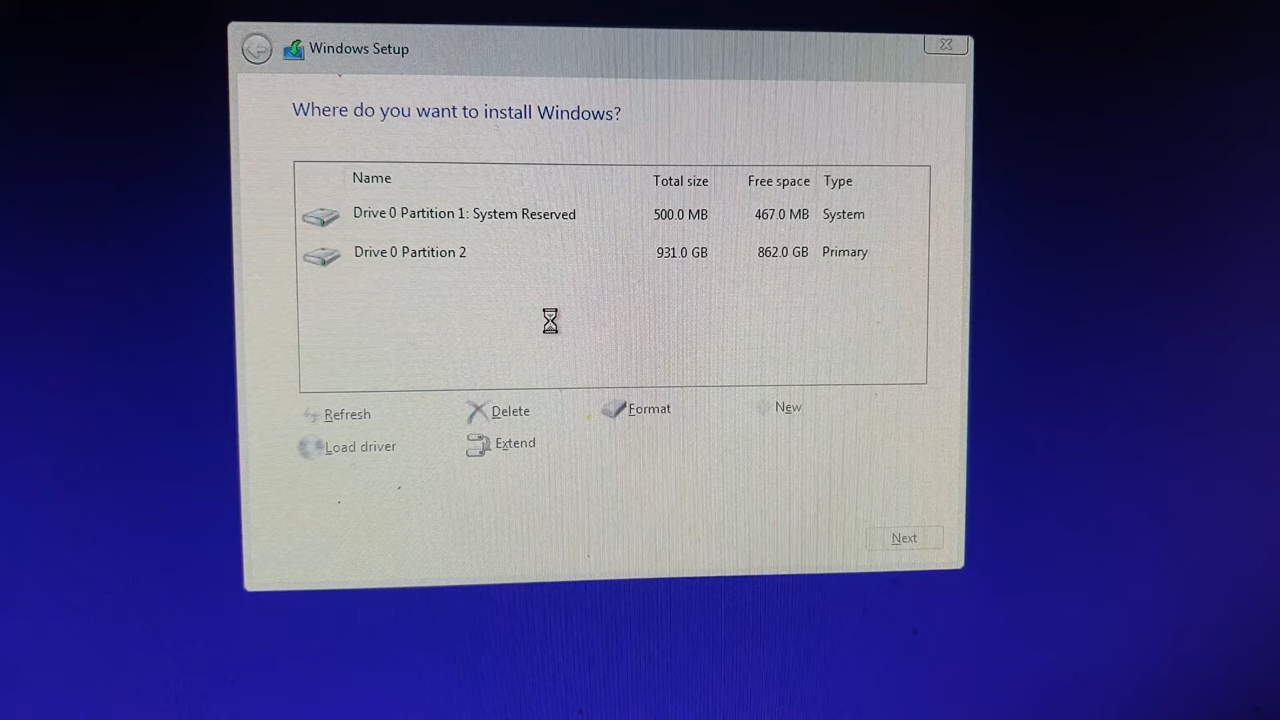 Windows Setup
Where do you want to install Windows?
Name Total size Free space Type
Drive 0 Partition 1: System Reserved 500.0 MB 467.0 MB System
Drive 0 Partition 2 931.0 GB 862.0 GB Primary
Refresh Delete Format New
Load driver Extend
Next